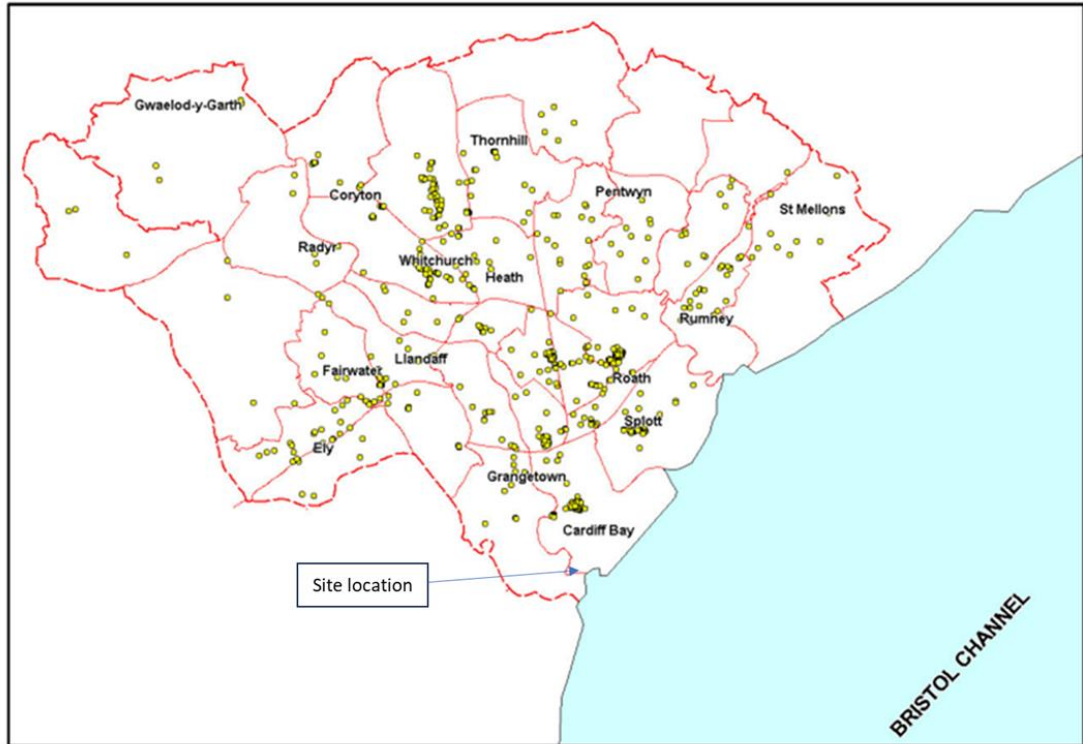 Gwaelod-y-Garth
Thornhill
Coryton
Pentwyn
St Mellons
Radyr
Whitchurch
Heath
Rumney
Llandaff
Fairwater
Roath
Splott
Ely
Grangetown
Cardiff Bay
Site location
BRISTOL CHANNEL